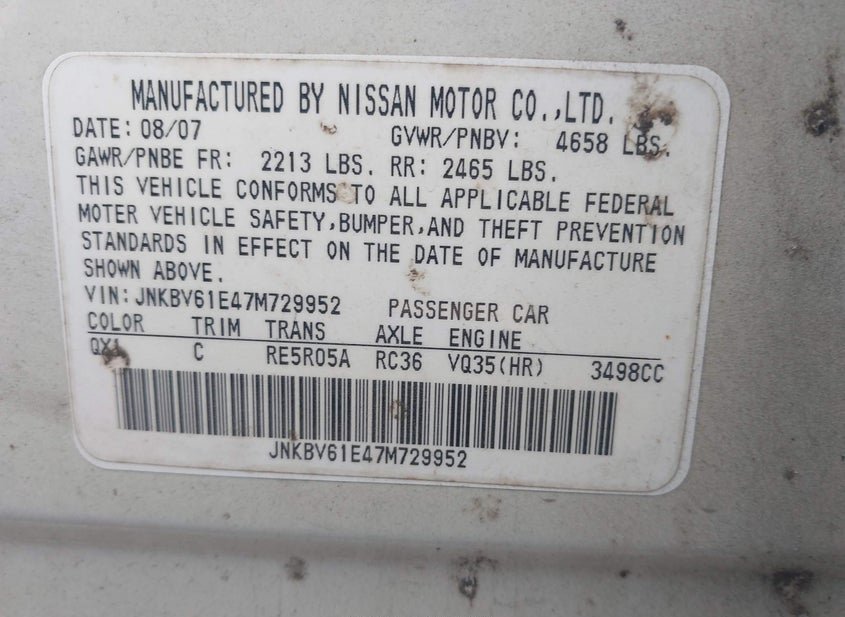 MANUFACTURED BY NISSAN MOTOR CO.,LTD.
DATE: 08/07 GVWR/PNBV: 4658 LBS.
GAWR/PNBE FR: 2213 LBS. RR: 2465 LBS.
THIS VEHICLE CONFORMS TO ALL APPLICABLE FEDERAL
MOTER VEHICLE SAFETY,BUMPER,AND THEFT PREVENTION
STANDARDS IN EFFECT ON THE DATE OF MANUFACTURE
SHOWN ABOVE.
VIN: JNKBV61E47M729952 PASSENGER CAR
COLOR TRIM TRANS AXLE ENGINE
QX1 C RE5R05A RC36 VQ35(HR) 3498CC
JNKBV61E47M729952